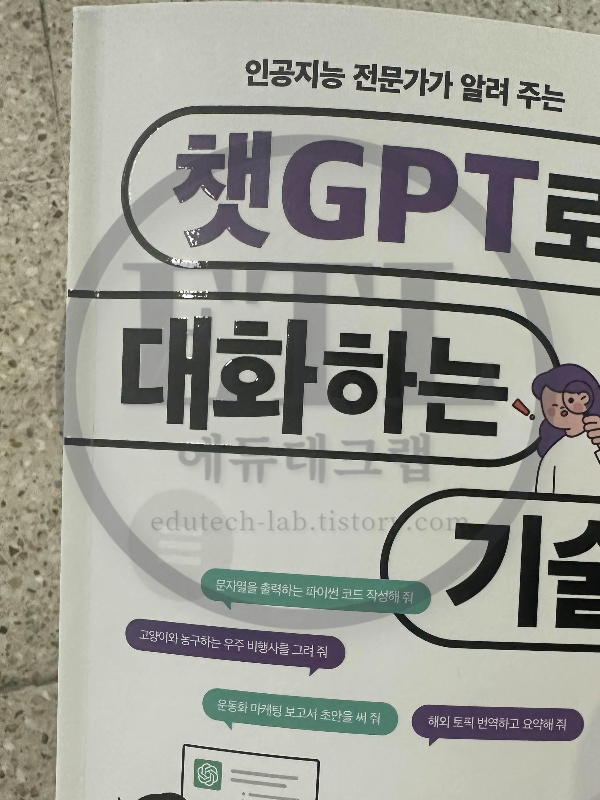 인공지능 전문가가 알려 주는
챗GPT로
대화하는
에듀테크랩
edutech-lab.tistory.com
기술
문자열을 출력하는 파이썬 코드 작성해 줘
고양이와 농구하는 우주 비행사를 그려 줘
운동화 마케팅 보고서 초안을 써 줘
해외 토픽 번역하고 요약해 줘